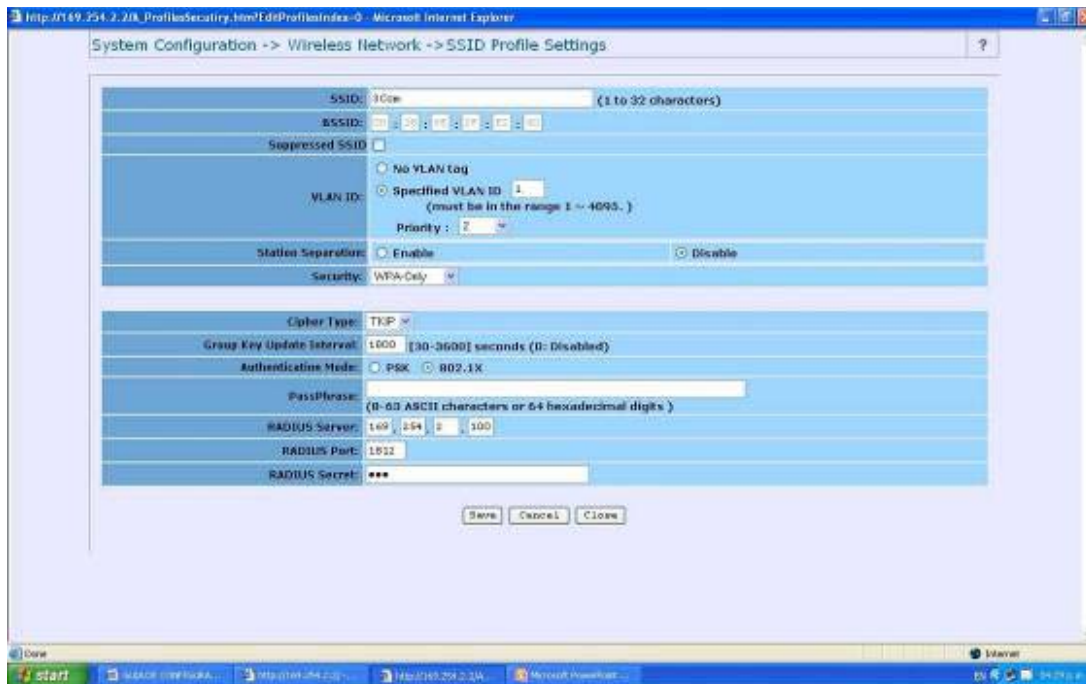 http://169.254.2.2/A_ProfilesSecutiry.htm?EditProfilesIndex=0 - Microsoft Internet Explorer
System Configuration -> Wireless Network ->SSID Profile Settings ?
SSID: 3Com (1 to 32 characters)
BSSID:
Suppressed SSID
No VLAN tag
VLAN ID: Specified VLAN ID 1
(must be in the range 1 ~ 4095. )
Priority : 2
Station Separation: Enable Disable
Security: WPA-Only
Cipher Type: TKIP
Group Key Update Interval: 1800 [30-3600] seconds (0: Disabled)
Authentication Mode: PSK 802.1X
PassPhrase:
(8-63 ASCII characters or 64 hexadecimal digits )
RADIUS Server: 169 . 254 . 2 . 100
RADIUS Port: 1812
RADIUS Secret: •••
Save Cancel Close
Done Internet
start Microsoft PowerPoint ... EN